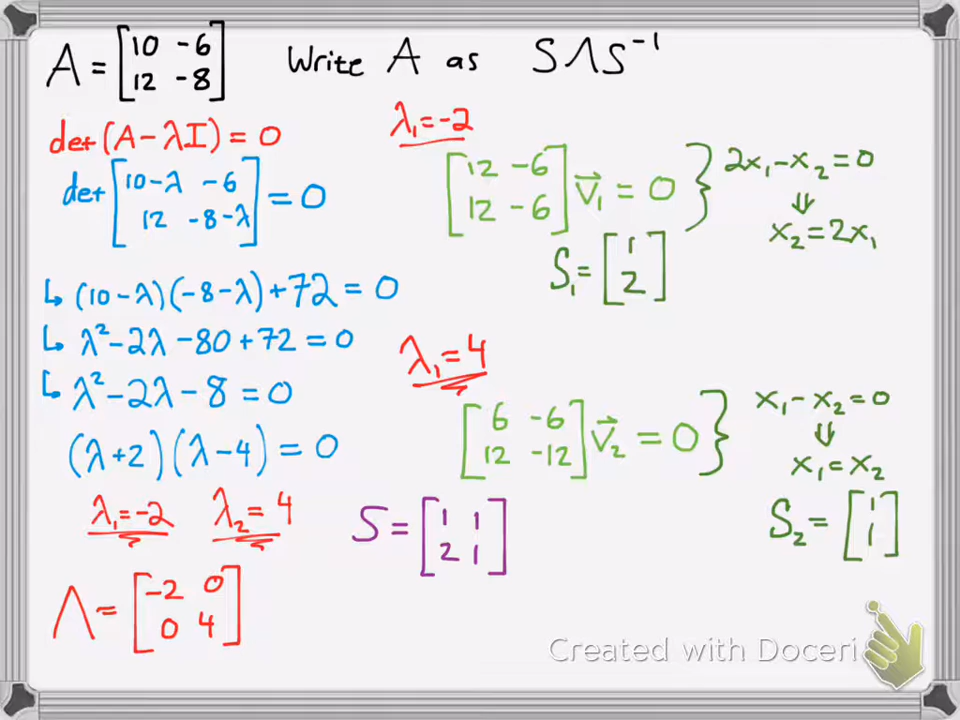 A = [10 -6; 12 -8] Write A as SΛS⁻¹
det(A-λI) = 0
det [10-λ -6; 12 -8-λ] = 0
↳ (10-λ)(-8-λ)+72 = 0
↳ λ²-2λ-80+72 = 0
↳ λ²-2λ-8 = 0
(λ+2)(λ-4) = 0
λ₁=-2 λ₂=4
Λ = [-2 0; 0 4]
λ₁=-2
[12 -6; 12 -6] v⃗₁ = 0 } 2x₁-x₂=0
⇓
x₂=2x₁
S₁ = [1; 2]
λ₁=4
[6 -6; 12 -12] v⃗₂ = 0 } x₁-x₂=0
⇓
x₁=x₂
S₂ = [1; 1]
S = [1 1; 2 1]
Created with Doceri